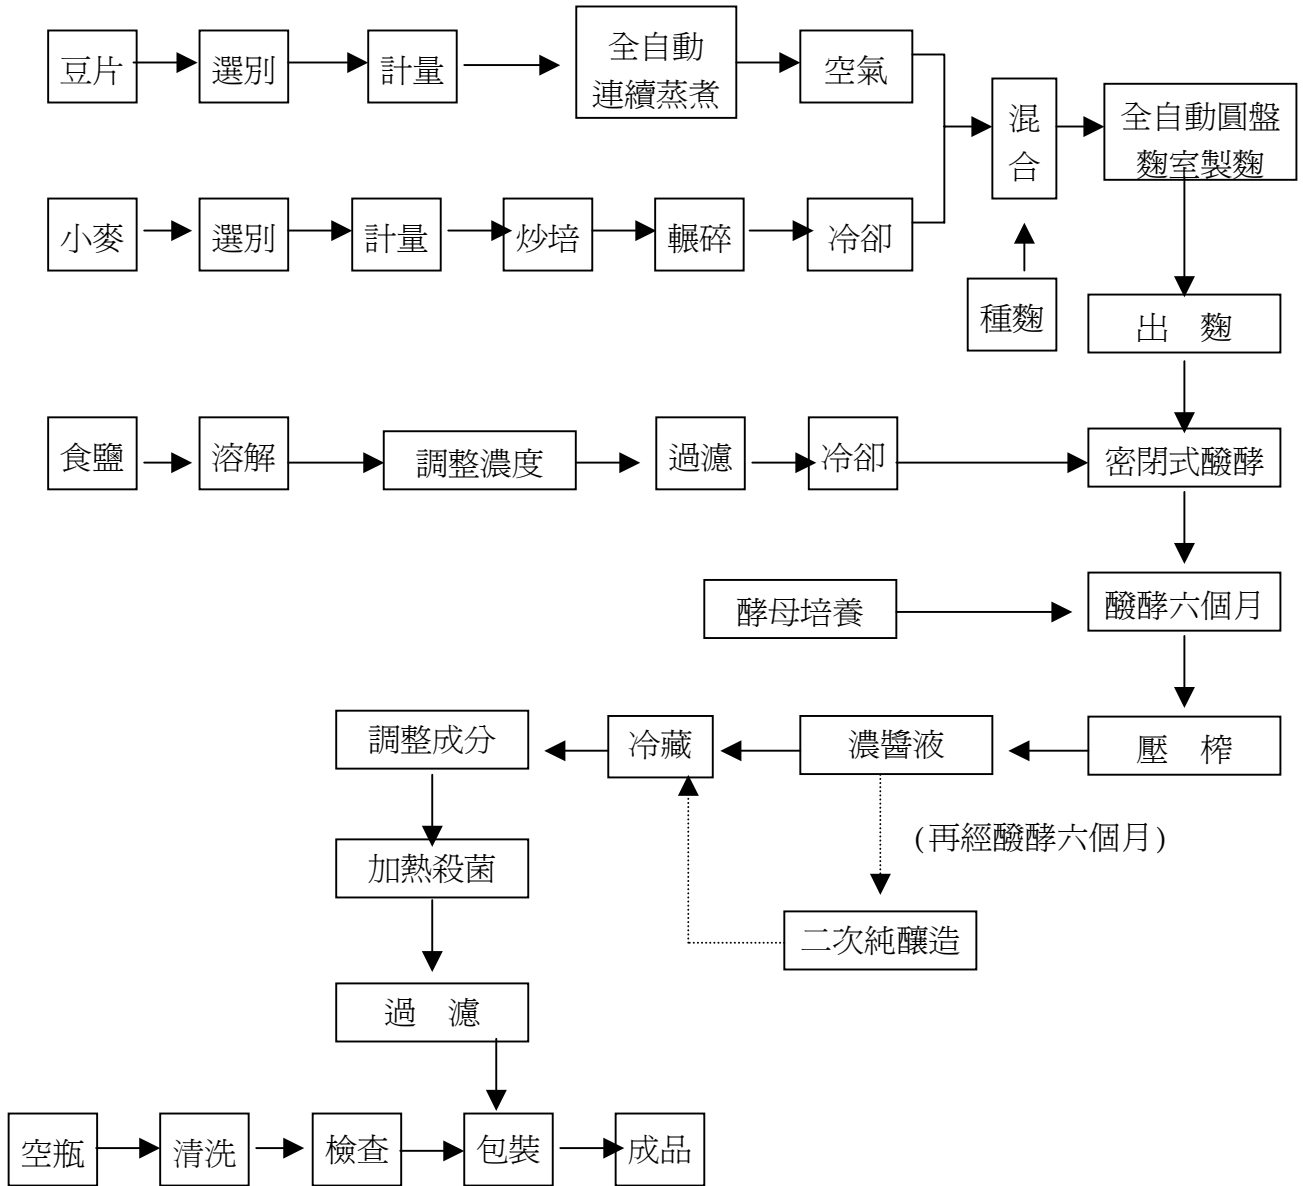 豆片
選別
計量
全自動
連續蒸煮
空氣
混
合
全自動圓盤
麴室製麴
小麥
選別
計量
炒培
輾碎
冷卻
種麴
出 麴
食鹽
溶解
調整濃度
過濾
冷卻
密閉式醱酵
酵母培養
醱酵六個月
調整成分
冷藏
濃醬液
壓 榨
(再經醱酵六個月)
加熱殺菌
二次純釀造
過 濾
空瓶
清洗
檢查
包裝
成品